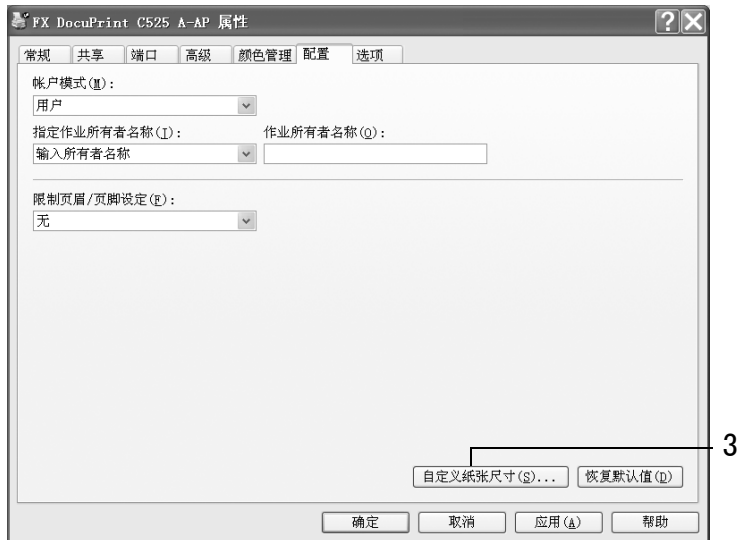 FX DocuPrint C525 A-AP 属性
常规 共享 端口 高级 颜色管理 配置 选项
帐户模式(M):
用户
指定作业所有者名称(I): 作业所有者名称(O):
输入所有者名称
限制页眉/页脚设定(F):
无
3
自定义纸张尺寸(S)... 恢复默认值(D)
确定 取消 应用(A) 帮助